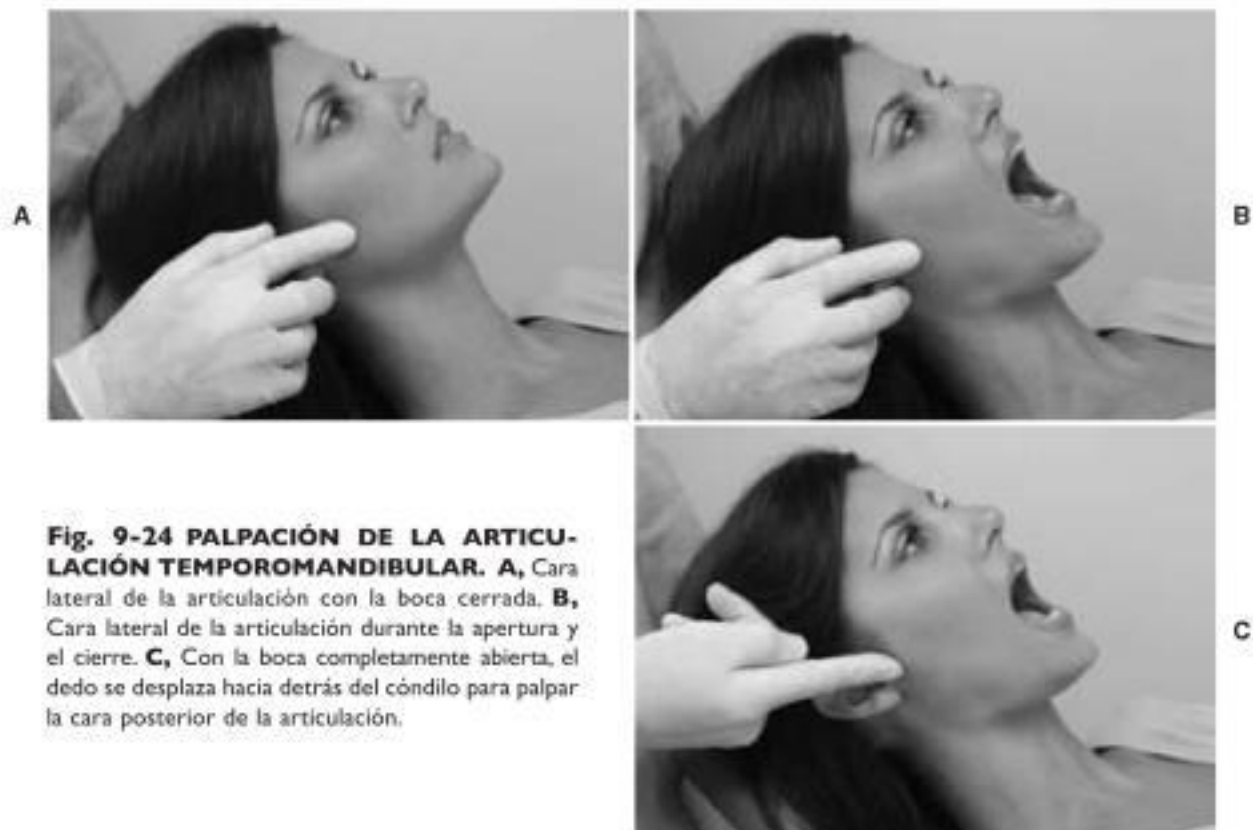 A
B
Fig. 9-24 PALPACIÓN DE LA ARTICU-
LACIÓN TEMPOROMANDIBULAR. A, Cara
lateral de la articulación con la boca cerrada. B,
Cara lateral de la articulación durante la apertura y
el cierre. C, Con la boca completamente abierta, el
dedo se desplaza hacia detrás del cóndilo para palpar
la cara posterior de la articulación.
C